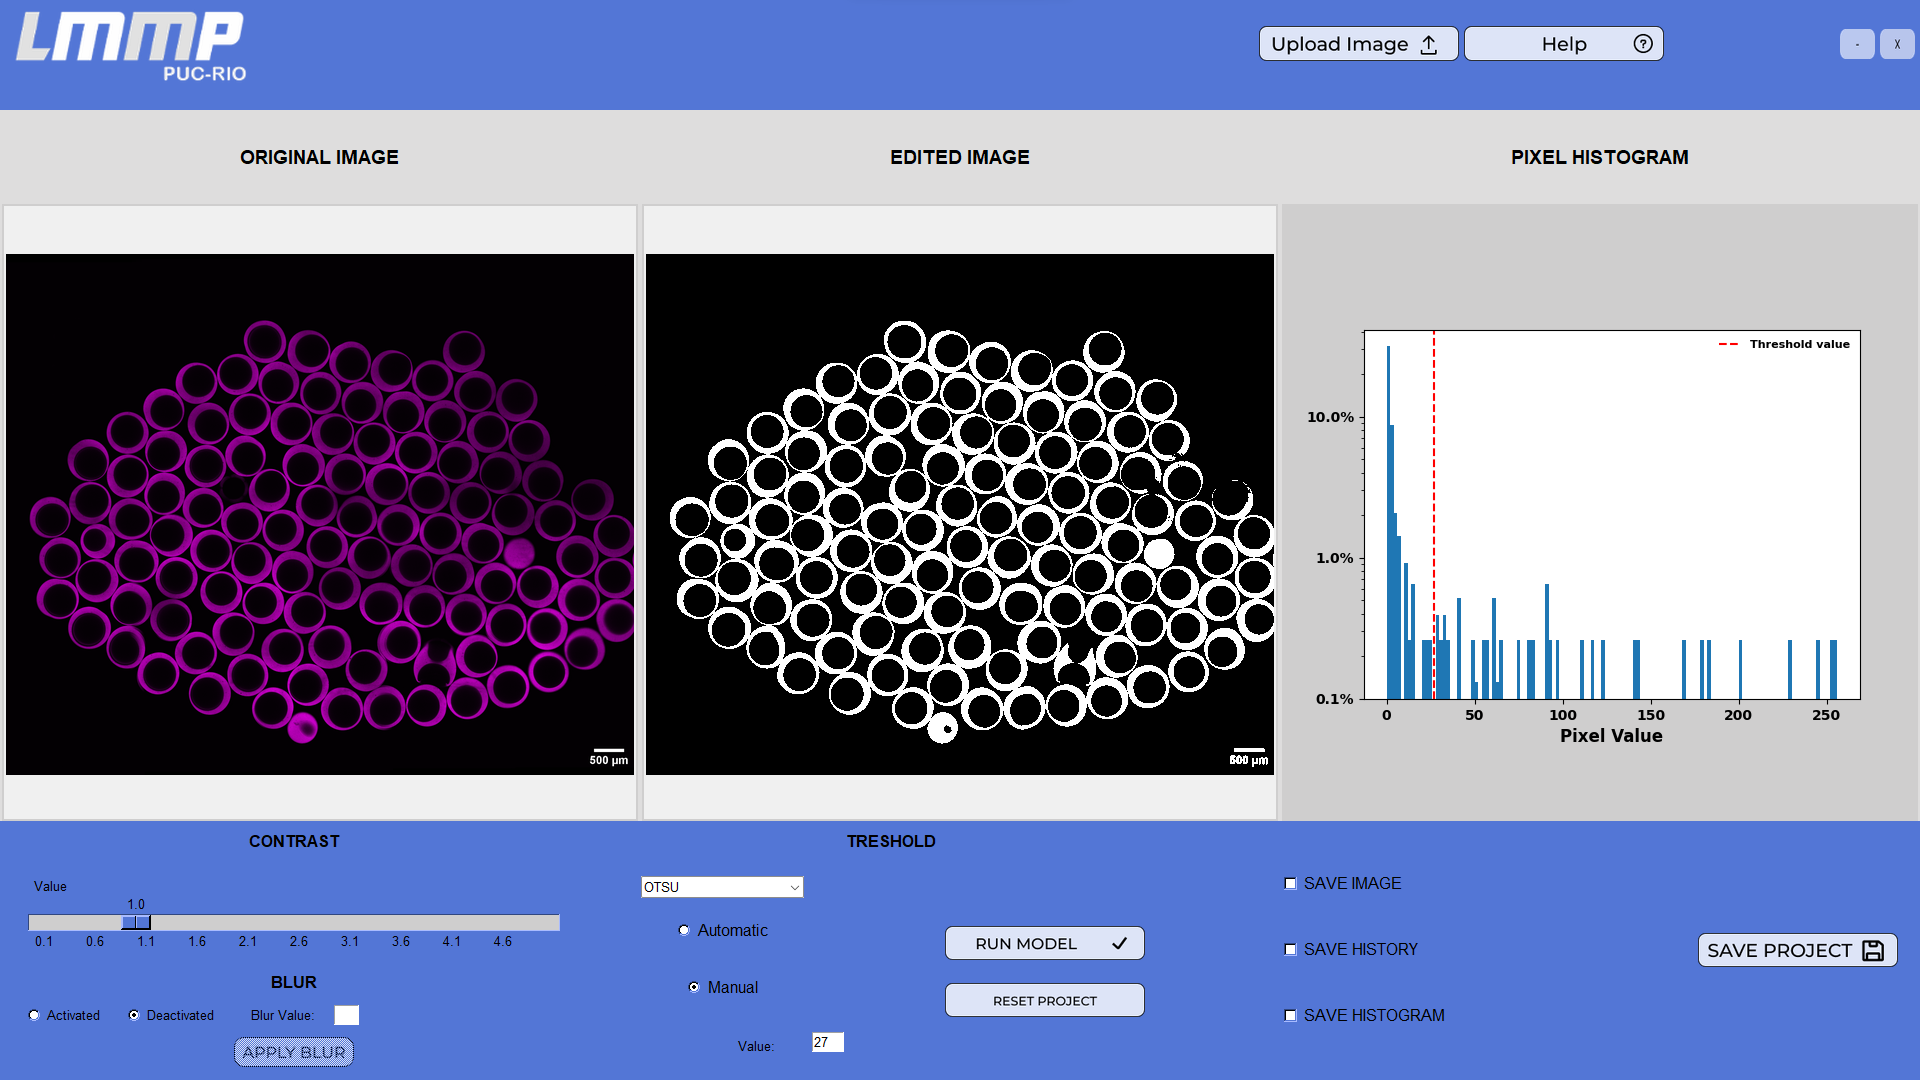 LMMP
PUC-RIO
Upload Image
Help
?
-
X
ORIGINAL IMAGE
EDITED IMAGE
PIXEL HISTOGRAM
500 µm
Threshold value
10.0%
1.0%
0.1%
0 50 100 150 200 250
Pixel Value
CONTRAST
Value
1.0
0.1 0.6 1.1 1.6 2.1 2.6 3.1 3.6 4.1 4.6
BLUR
Activated
Deactivated
Blur Value:
APPLY BLUR
TRESHOLD
OTSU
Automatic
Manual
Value: 27
RUN MODEL
RESET PROJECT
SAVE IMAGE
SAVE HISTORY
SAVE HISTOGRAM
SAVE PROJECT